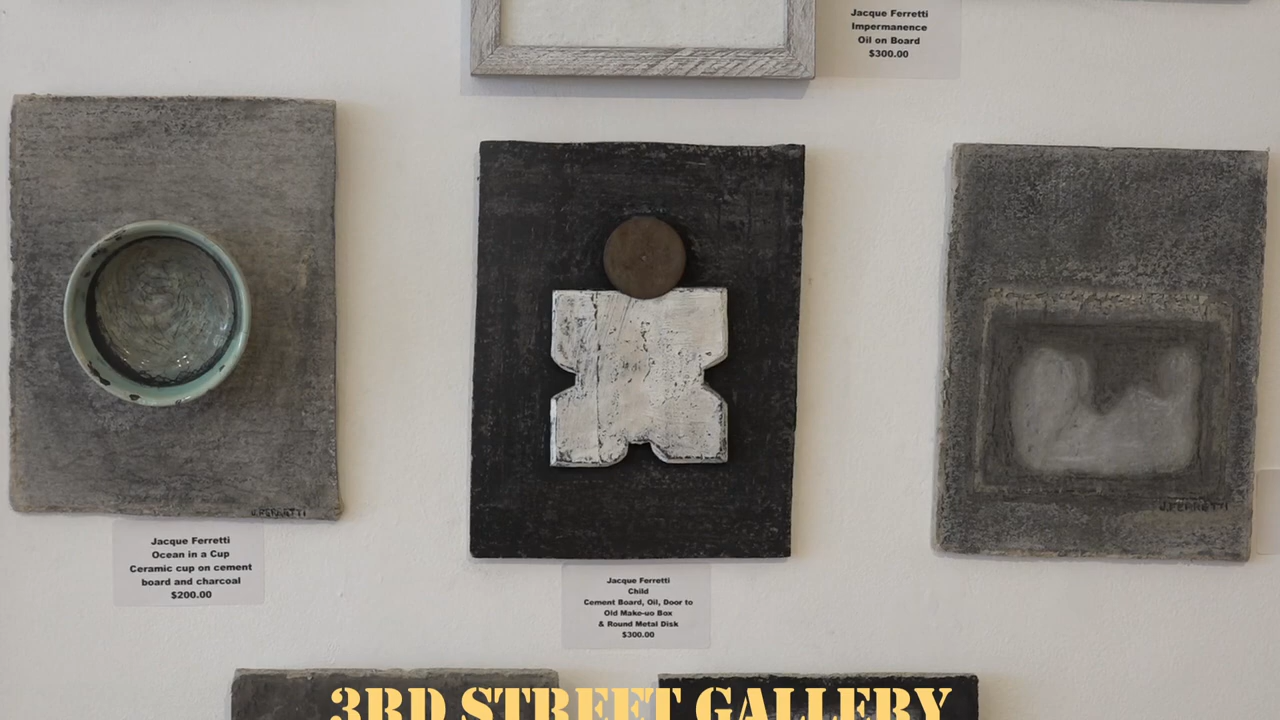 Jacque Ferretti
Impermanence
Oil on Board
$300.00
J.FERRETTI
J.FERRETTI
Jacque Ferretti
Ocean in a Cup
Ceramic cup on cement
board and charcoal
$200.00
Jacque Ferretti
Child
Cement Board, Oil, Door to
Old Make-uo Box
& Round Metal Disk
$300.00
3RD STREET GALLERY